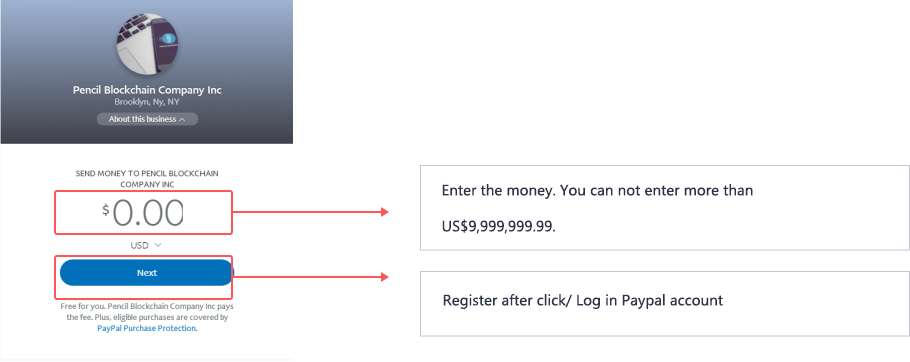 Pencil Blockchain Company Inc
Brooklyn, Ny, NY
About this business
SEND MONEY TO PENCIL BLOCKCHAIN
COMPANY INC
$0.00
USD
Next
Free for you. Pencil Blockchain Company Inc pays
the fee. Plus, eligible purchases are covered by
PayPal Purchase Protection.
Enter the money. You can not enter more than
US$9,999,999.99.
Register after click/ Log in Paypal account